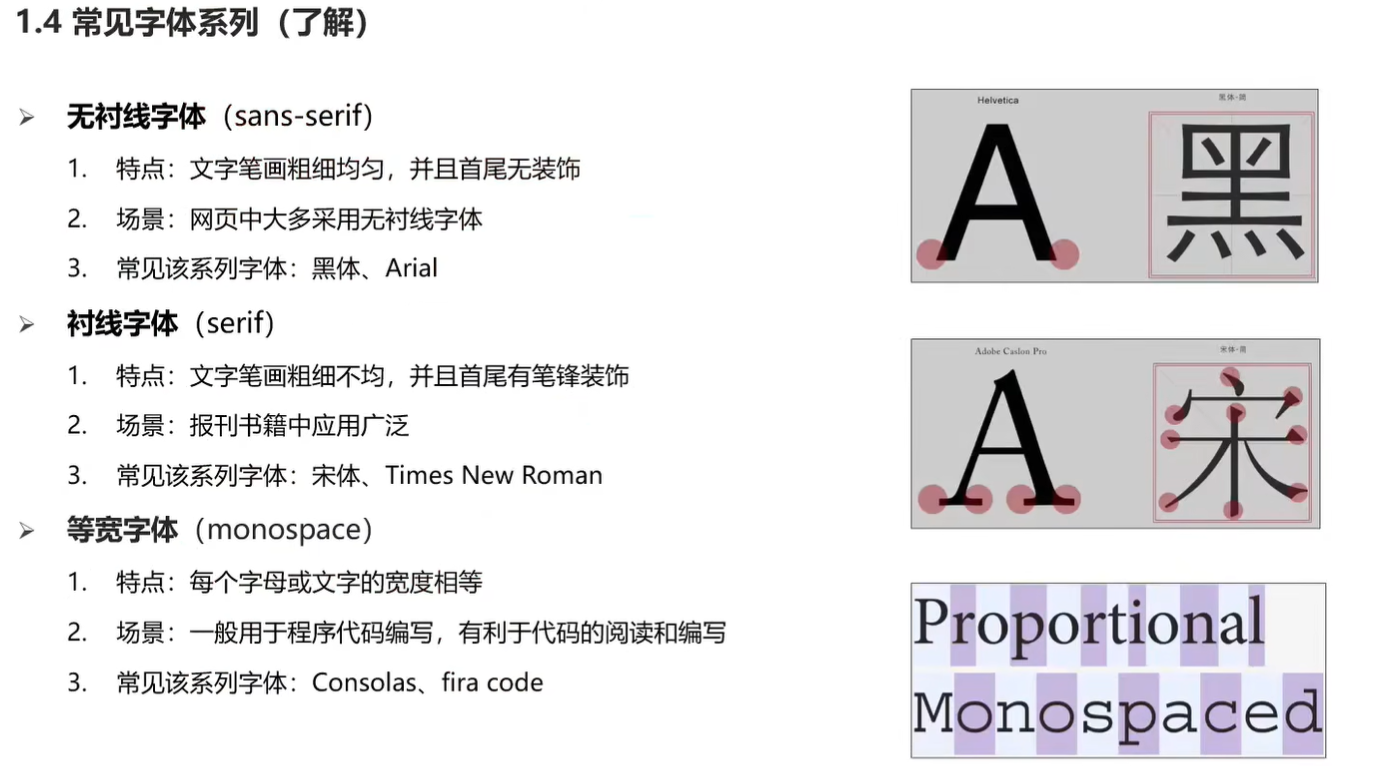 1.4 常见字体系列（了解）
➢ 无衬线字体（sans-serif）
1. 特点：文字笔画粗细均匀，并且首尾无装饰
2. 场景：网页中大多采用无衬线字体
3. 常见该系列字体：黑体、Arial
➢ 衬线字体（serif）
1. 特点：文字笔画粗细不均，并且首尾有笔锋装饰
2. 场景：报刊书籍中应用广泛
3. 常见该系列字体：宋体、Times New Roman
➢ 等宽字体（monospace）
1. 特点：每个字母或文字的宽度相等
2. 场景：一般用于程序代码编写，有利于代码的阅读和编写
3. 常见该系列字体：Consolas、fira code
Helvetica 黑体-简
A 黑
Adobe Caslon Pro 宋体-简
A 宋
Proportional
Monospaced